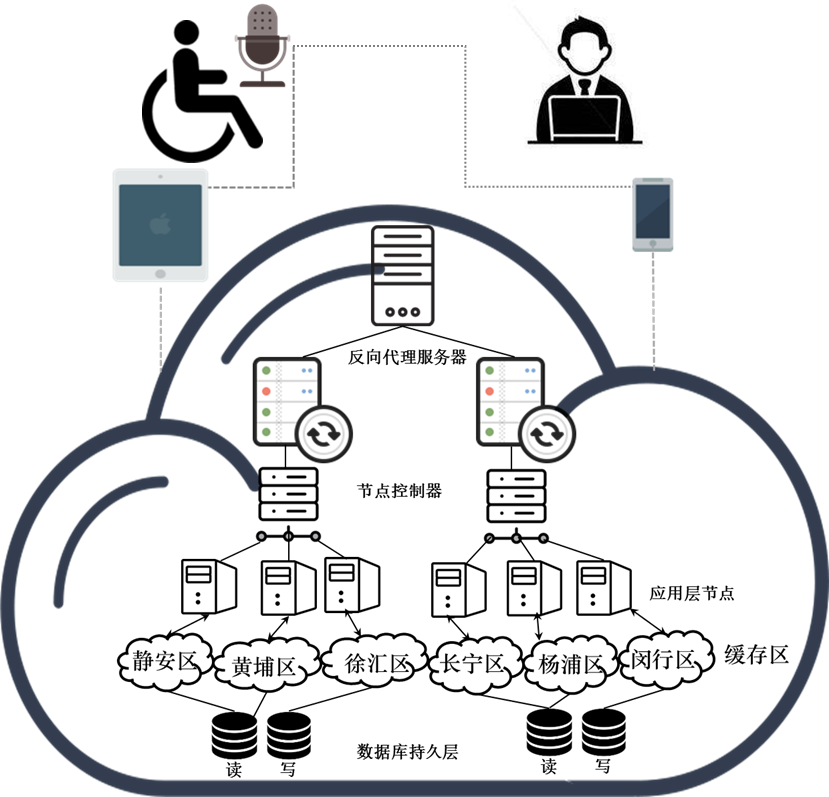 反向代理服务器
节点控制器
应用层节点
静安区
黄埔区
徐汇区
长宁区
杨浦区
闵行区
缓存区
数据库持久层
读
写
读
写